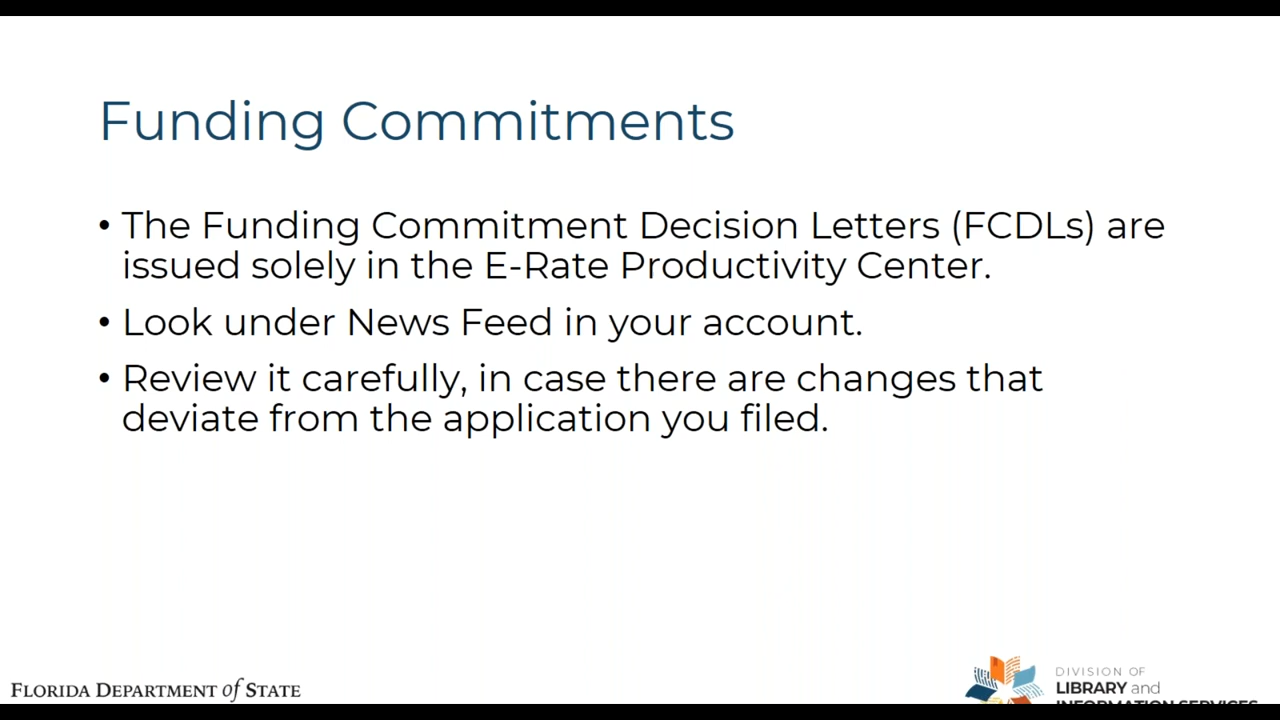 Funding Commitments
• The Funding Commitment Decision Letters (FCDLs) are
issued solely in the E-Rate Productivity Center.
• Look under News Feed in your account.
• Review it carefully, in case there are changes that
deviate from the application you filed.
FLORIDA DEPARTMENT of STATE
DIVISION OF
LIBRARY and
INFORMATION SERVICES